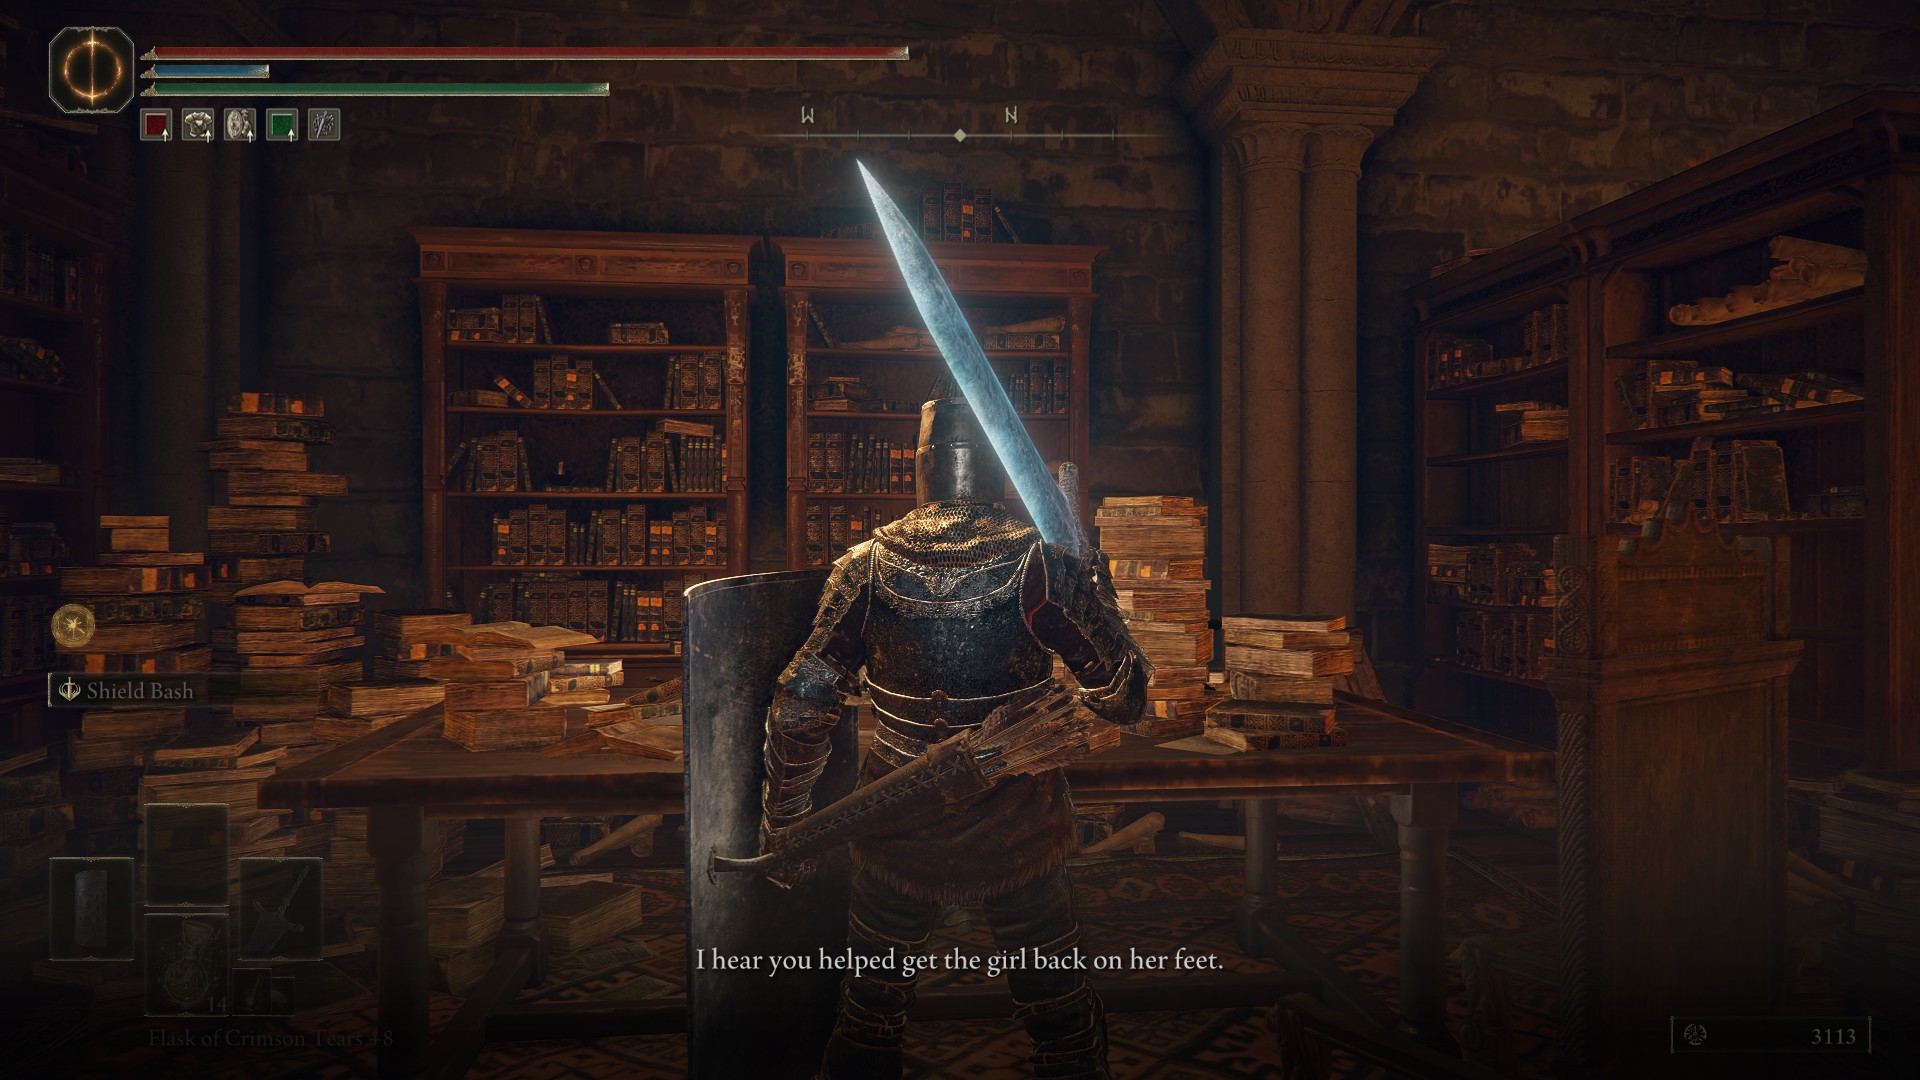 W
N
Shield Bash
I hear you helped get the girl back on her feet.
14
Flask of Crimson Tears +8
3113